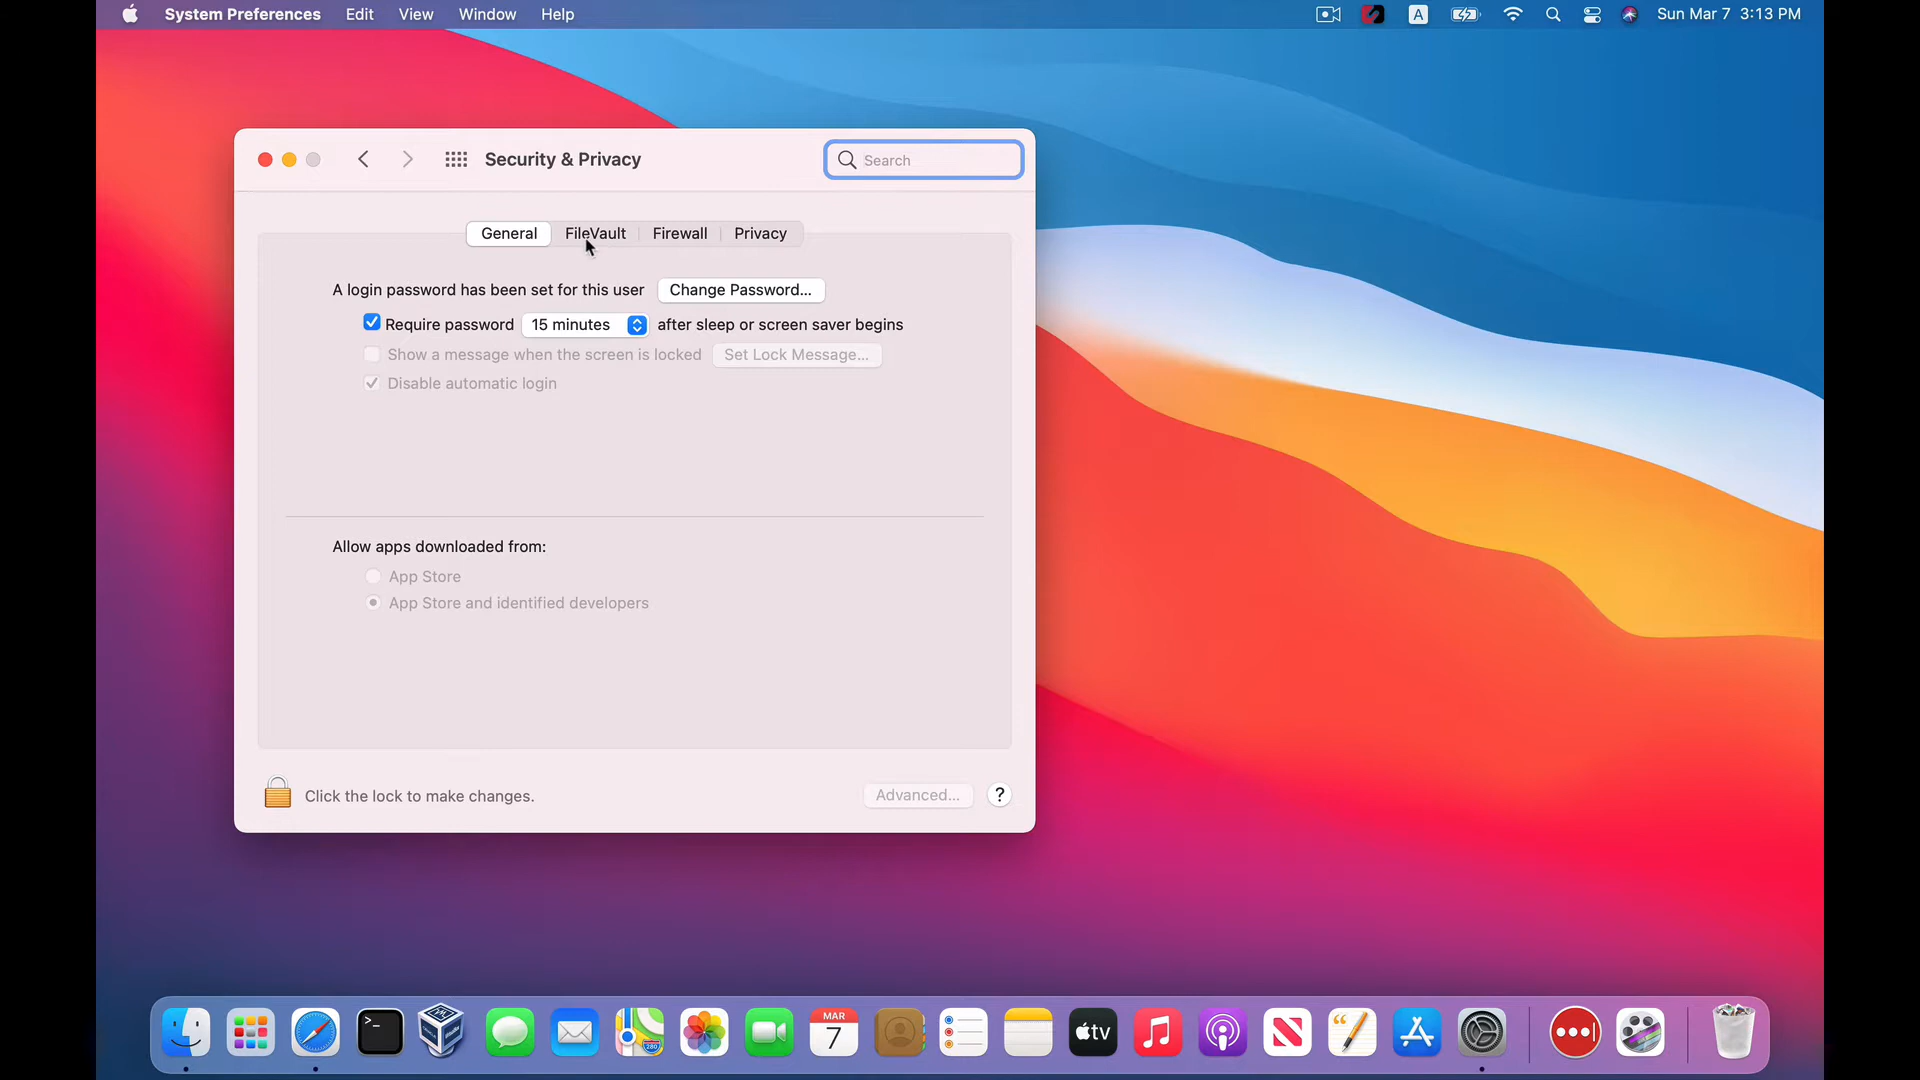 System Preferences Edit View Window Help A Sun Mar 7 3:13 PM
Security & Privacy Search
General FileVault Firewall Privacy
A login password has been set for this user Change Password...
Require password 15 minutes after sleep or screen saver begins
Show a message when the screen is locked Set Lock Message...
Disable automatic login
Allow apps downloaded from:
App Store
App Store and identified developers
Click the lock to make changes. Advanced... ?
MAR
7
280
tv